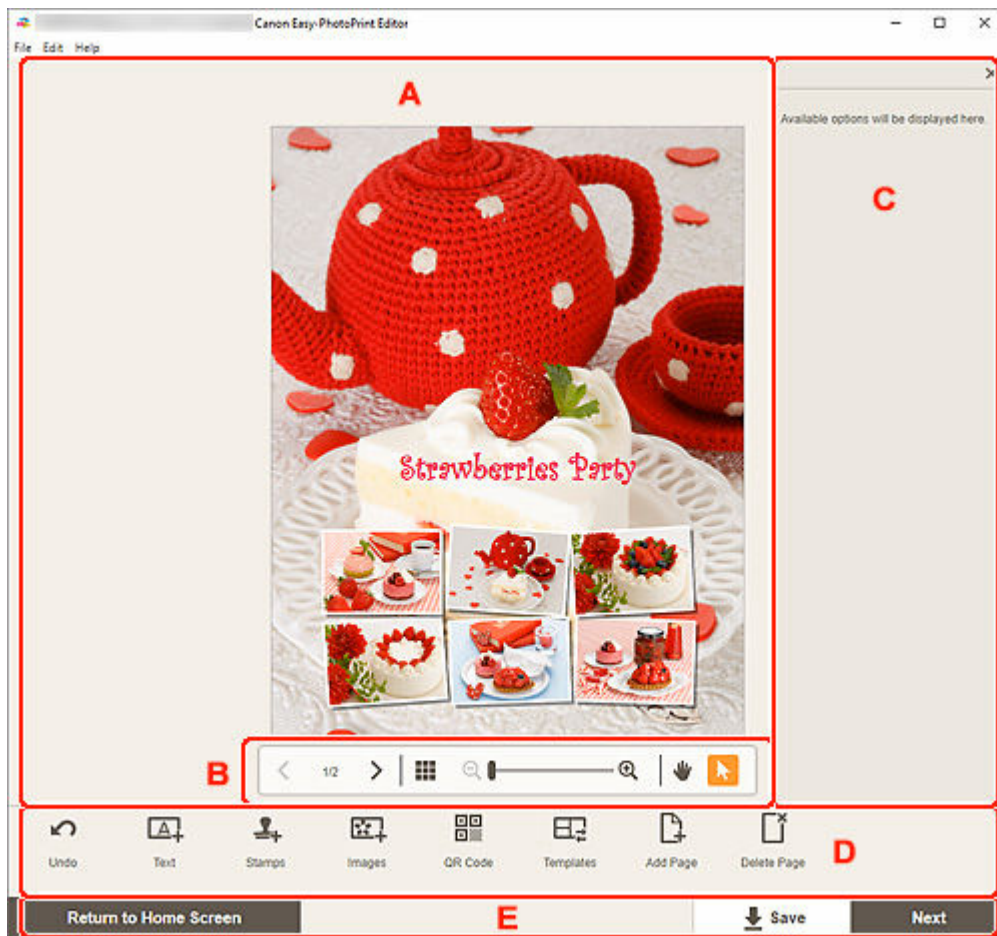 Canon Easy-PhotoPrint Editor
File Edit Help
A
Available options will be displayed here.
C
Strawberries Party
B
1/2
Undo
Text
Stamps
Images
QR Code
Templates
Add Page
Delete Page
D
Return to Home Screen
E
Save
Next